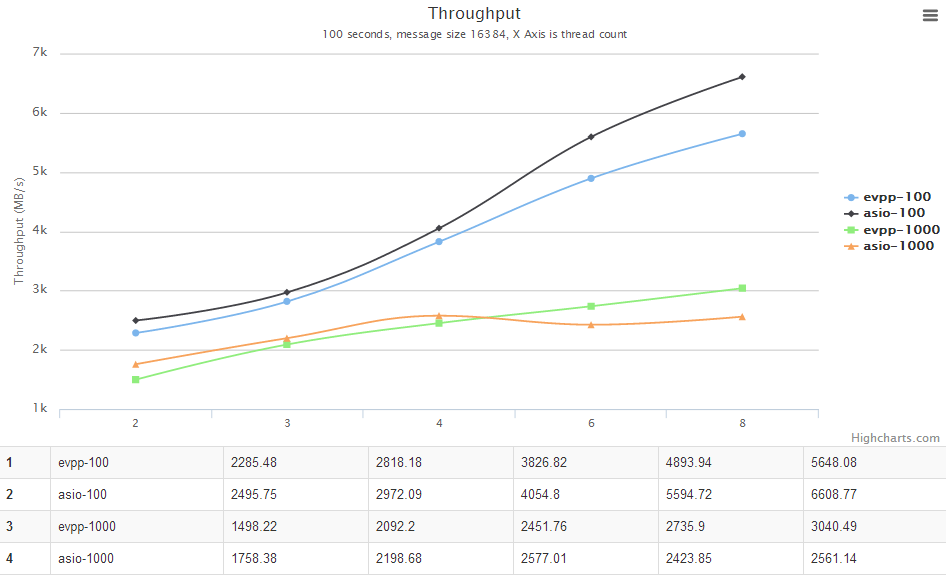 Throughput
100 seconds, message size 16384, X Axis is thread count
Throughput (MB/s)
7k
6k
5k
4k
3k
2k
1k
2 3 4 6 8
evpp-100
asio-100
evpp-1000
asio-1000
Highcharts.com
1 evpp-100 2285.48 2818.18 3826.82 4893.94 5648.08
2 asio-100 2495.75 2972.09 4054.8 5594.72 6608.77
3 evpp-1000 1498.22 2092.2 2451.76 2735.9 3040.49
4 asio-1000 1758.38 2198.68 2577.01 2423.85 2561.14